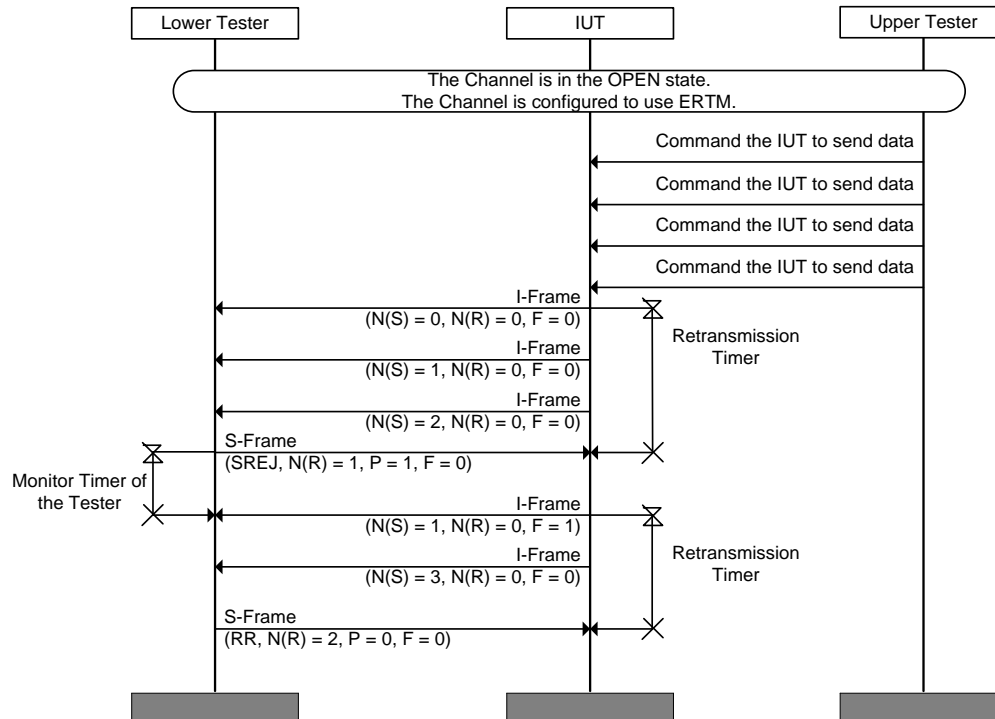 Lower Tester
IUT
Upper Tester
The Channel is in the OPEN state.
The Channel is configured to use ERTM.
Command the IUT to send data
Command the IUT to send data
Command the IUT to send data
Command the IUT to send data
I-Frame
(N(S) = 0, N(R) = 0, F = 0)
Retransmission
Timer
I-Frame
(N(S) = 1, N(R) = 0, F = 0)
I-Frame
(N(S) = 2, N(R) = 0, F = 0)
S-Frame
(SREJ, N(R) = 1, P = 1, F = 0)
Monitor Timer of
the Tester
I-Frame
(N(S) = 1, N(R) = 0, F = 1)
I-Frame
(N(S) = 3, N(R) = 0, F = 0)
Retransmission
Timer
S-Frame
(RR, N(R) = 2, P = 0, F = 0)